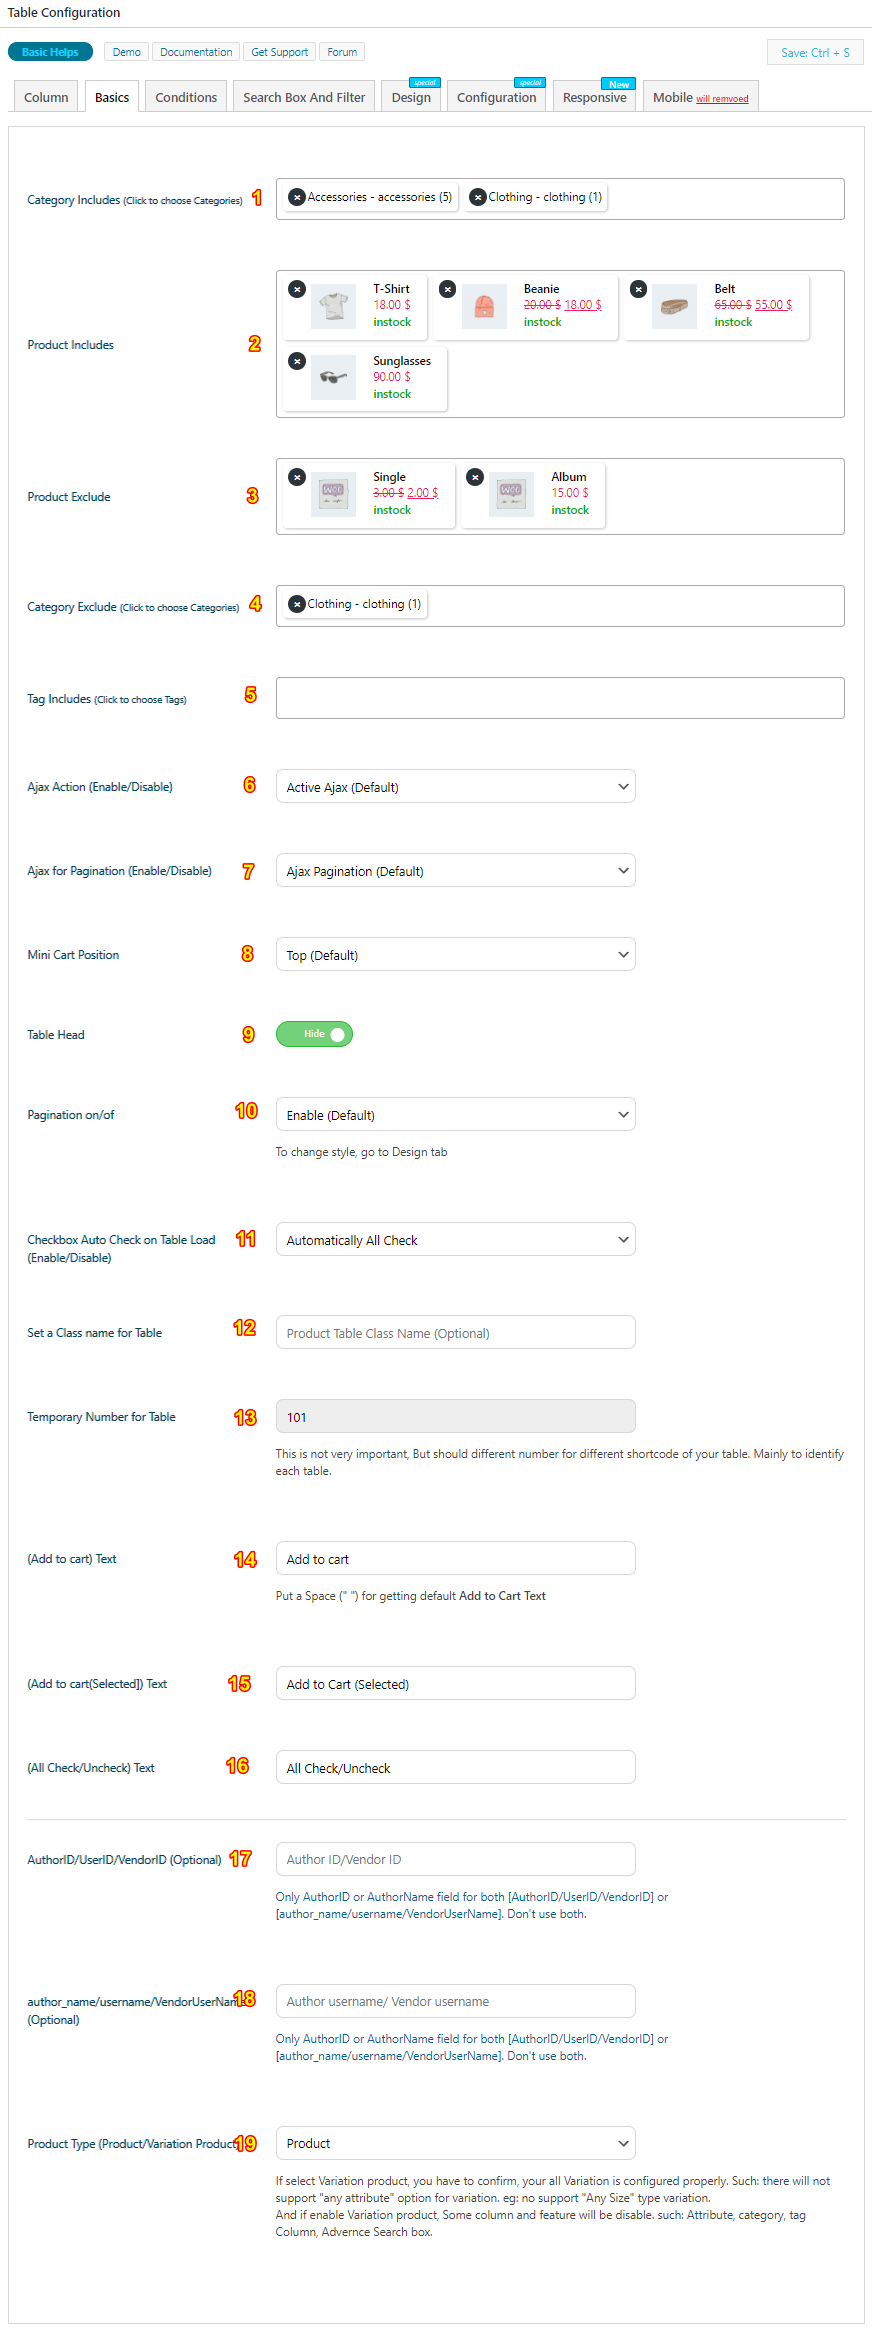 Table Configuration
Basic Helps Demo Documentation Get Support Forum Save: Ctrl + S
special special New
Column Basics Conditions Search Box And Filter Design Configuration Responsive Mobile will remvoed
Category Includes (Click to choose Categories) 1 × Accessories - accessories (5) × Clothing - clothing (1)
× T-Shirt × Beanie × Belt
18.00 $ 20.00 $ 18.00 $ 65.00 $ 55.00 $
instock instock instock
Product Includes 2
× Sunglasses
90.00 $
instock
× Single × Album
3.00 $ 2.00 $ 15.00 $
Product Exclude 3
instock instock
Category Exclude (Click to choose Categories) 4 × Clothing - clothing (1)
Tag Includes (Click to choose Tags) 5
Ajax Action (Enable/Disable) 6 Active Ajax (Default)
Ajax for Pagination (Enable/Disable) 7 Ajax Pagination (Default)
Mini Cart Position 8 Top (Default)
Table Head 9 Hide
Pagination on/of 10 Enable (Default)
To change style, go to Design tab
Checkbox Auto Check on Table Load 11 Automatically All Check
(Enable/Disable)
Set a Class name for Table 12 Product Table Class Name (Optional)
Temporary Number for Table 13 101
This is not very important, But should different number for different shortcode of your table. Mainly to identify
each table.
(Add to cart) Text 14 Add to cart
Put a Space (" ") for getting default Add to Cart Text
(Add to cart(Selected]) Text 15 Add to Cart (Selected)
(All Check/Uncheck) Text 16 All Check/Uncheck
AuthorID/UserID/VendorID (Optional) 17 Author ID/Vendor ID
Only AuthorID or AuthorName field for both [AuthorID/UserID/VendorID] or
[author_name/username/VendorUserName]. Don't use both.
author_name/username/VendorUserName 18 Author username/ Vendor username
(Optional)
Only AuthorID or AuthorName field for both [AuthorID/UserID/VendorID] or
[author_name/username/VendorUserName]. Don't use both.
Product Type (Product/Variation Product 19 Product
If select Variation product, you have to confirm, your all Variation is configured properly. Such: there will not
support "any attribute" option for variation. eg: no support "Any Size" type variation.
And if enable Variation product, Some column and feature will be disable. such: Attribute, category, tag
Column, Advernce Search box.